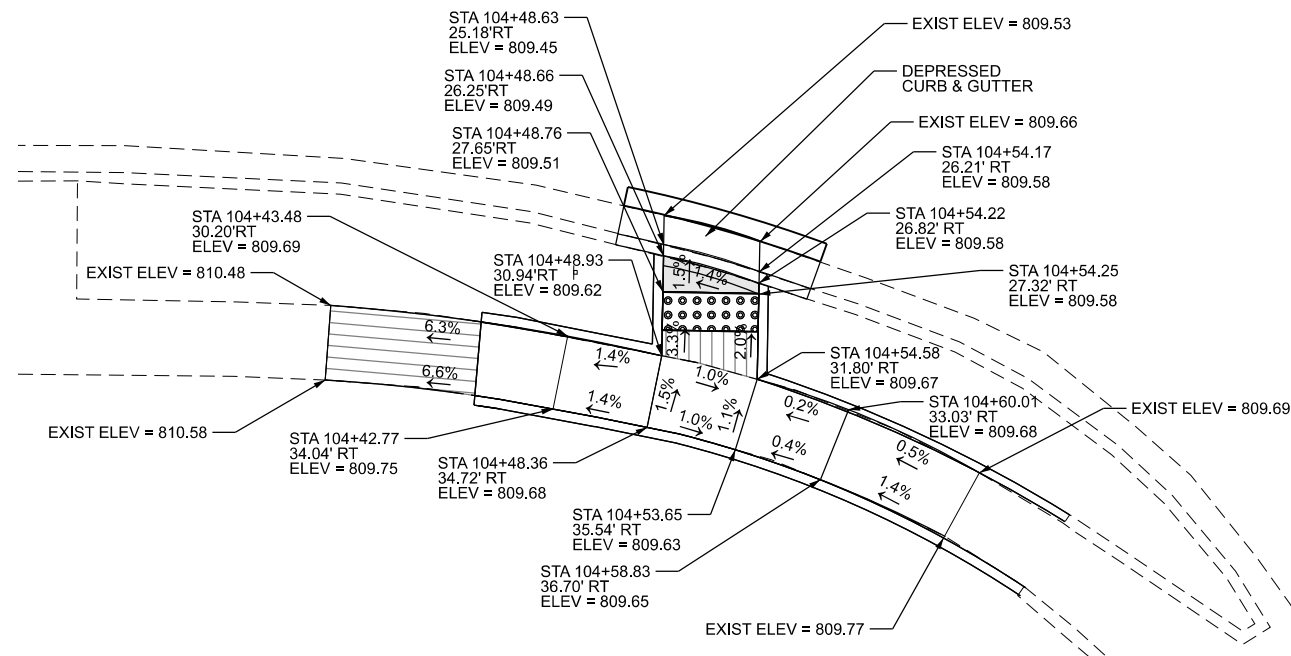 STA 104+48.63
25.18'RT
ELEV = 809.45
EXIST ELEV = 809.53
STA 104+48.66
26.25'RT
ELEV = 809.49
DEPRESSED
CURB & GUTTER
STA 104+48.76
27.65'RT
ELEV = 809.51
EXIST ELEV = 809.66
STA 104+54.17
26.21' RT
ELEV = 809.58
STA 104+43.48
30.20'RT
ELEV = 809.69
STA 104+54.22
26.82' RT
ELEV = 809.58
STA 104+48.93
30.94'RT
ELEV = 809.62
P
EXIST ELEV = 810.48
STA 104+54.25
27.32' RT
ELEV = 809.58
1.5%
1.4%
6.3%
6.6%
1.4%
1.4%
3.3%
2.0%
1.0%
1.5%
1.0%
1.1%
STA 104+54.58
31.80' RT
ELEV = 809.67
0.2%
0.4%
STA 104+60.01
33.03' RT
ELEV = 809.68
EXIST ELEV = 809.69
0.5%
1.4%
EXIST ELEV = 810.58
STA 104+42.77
34.04' RT
ELEV = 809.75
STA 104+48.36
34.72' RT
ELEV = 809.68
STA 104+53.65
35.54' RT
ELEV = 809.63
STA 104+58.83
36.70' RT
ELEV = 809.65
EXIST ELEV = 809.77